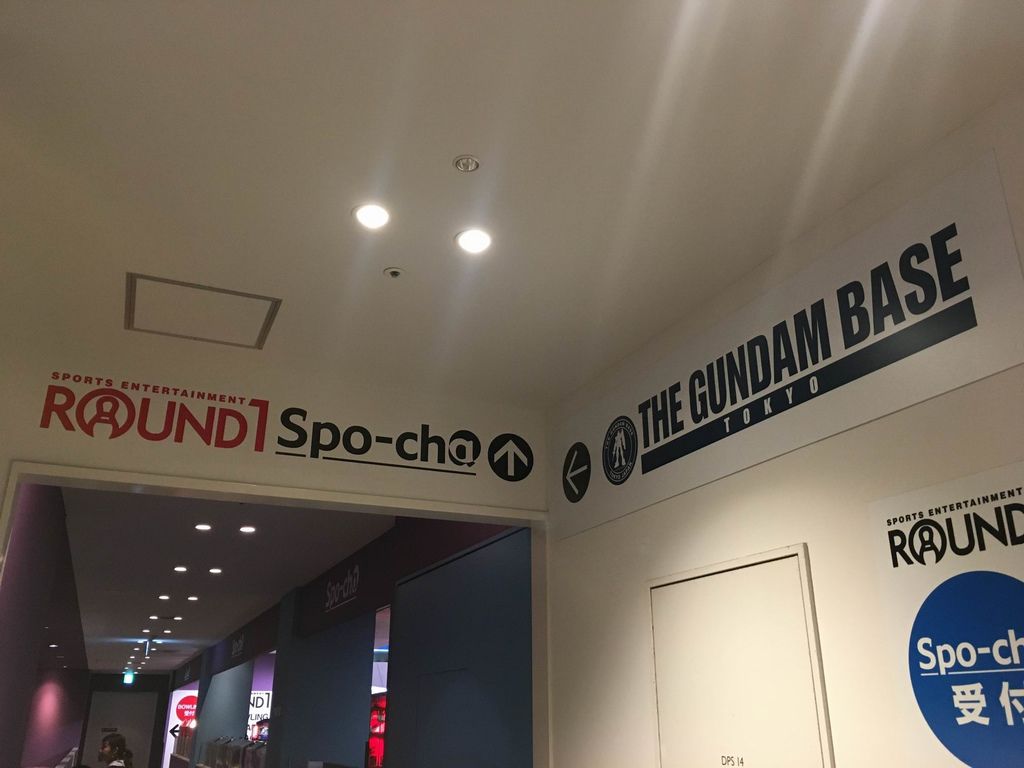 SPORTS ENTERTAINMENT
ROUND1 Spo-cha
THE GUNDAM BASE
TOKYO
SPORTS ENTERTAINMENT
ROUND
Spo-ch
受付
Spo-cha
ND1
DPS 14